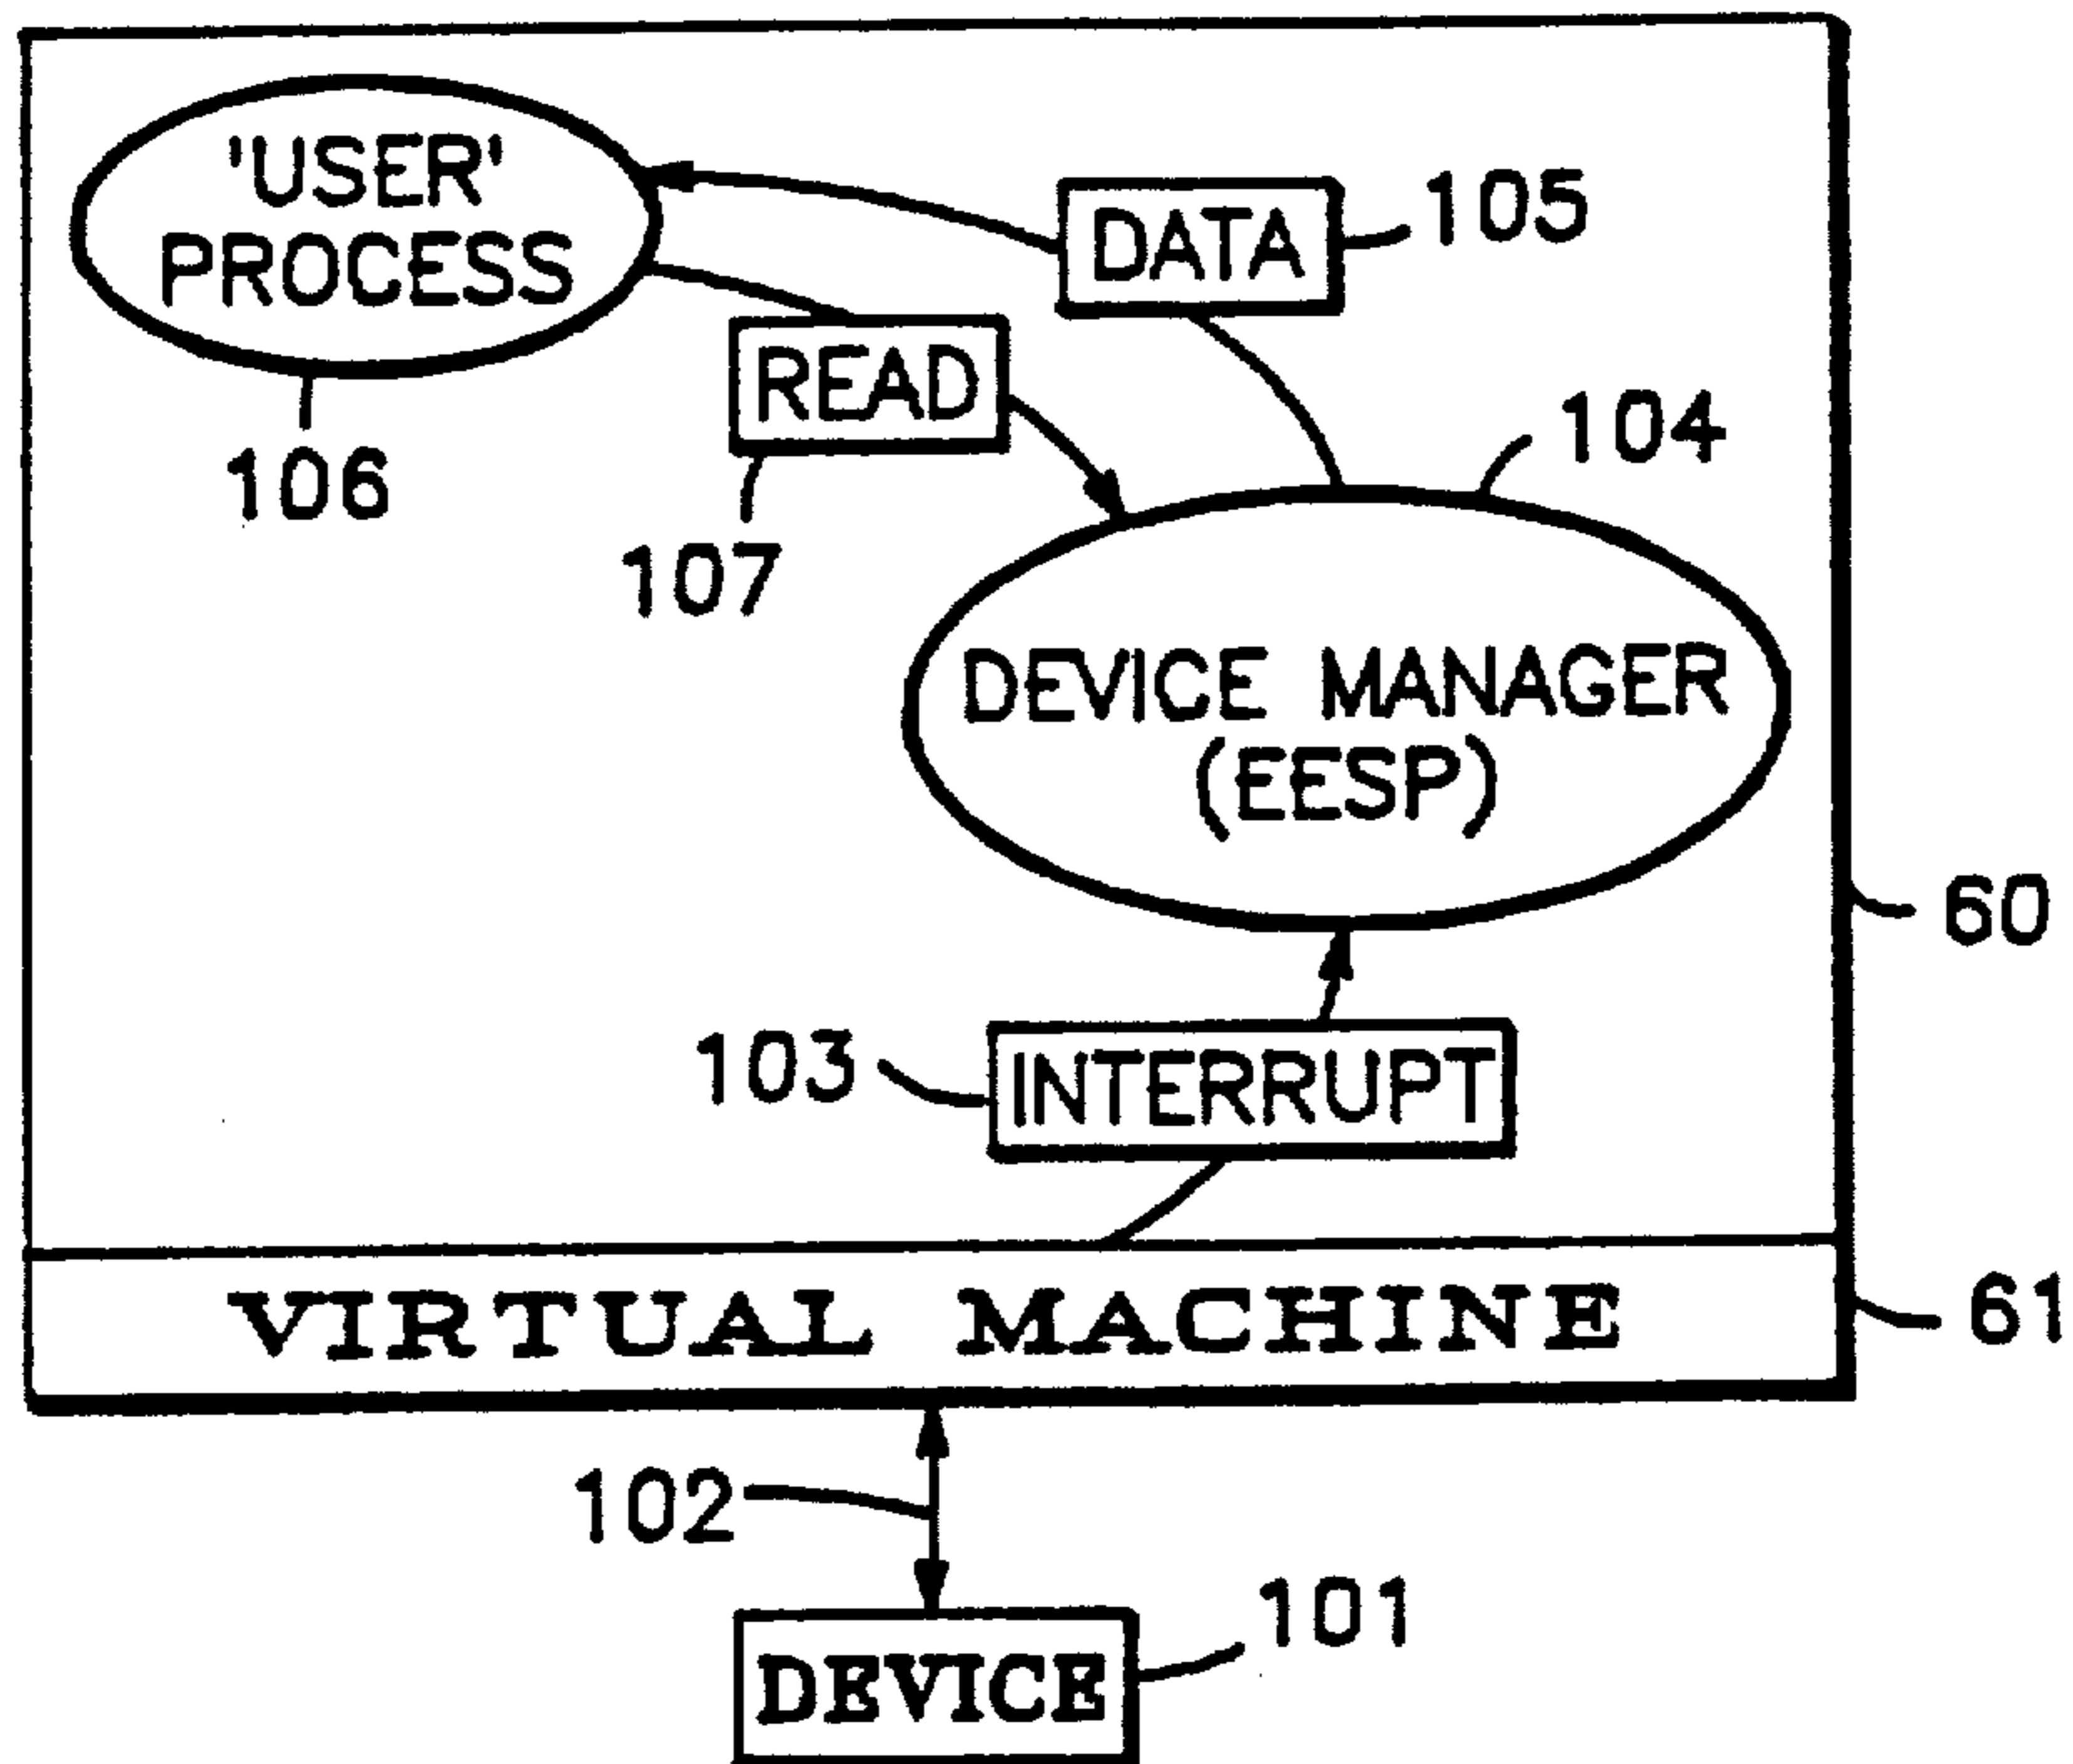 'USER'
PROCESS
DATA
105
READ
104
106
107
DEVICE MANAGER
(EESP)
60
103
INTERRUPT
VIRTUAL MACHINE
61
102
101
DEVICE